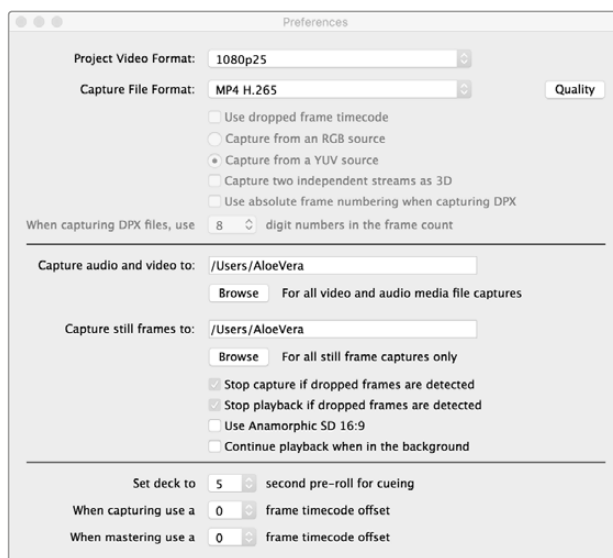 Preferences
Project Video Format: 1080p25
Capture File Format: MP4 H.265 Quality
Use dropped frame timecode
Capture from an RGB source
Capture from a YUV source
Capture two independent streams as 3D
Use absolute frame numbering when capturing DPX
When capturing DPX files, use 8 digit numbers in the frame count
Capture audio and video to: /Users/AloeVera
Browse For all video and audio media file captures
Capture still frames to: /Users/AloeVera
Browse For all still frame captures only
Stop capture if dropped frames are detected
Stop playback if dropped frames are detected
Use Anamorphic SD 16:9
Continue playback when in the background
Set deck to 5 second pre-roll for cueing
When capturing use a 0 frame timecode offset
When mastering use a 0 frame timecode offset